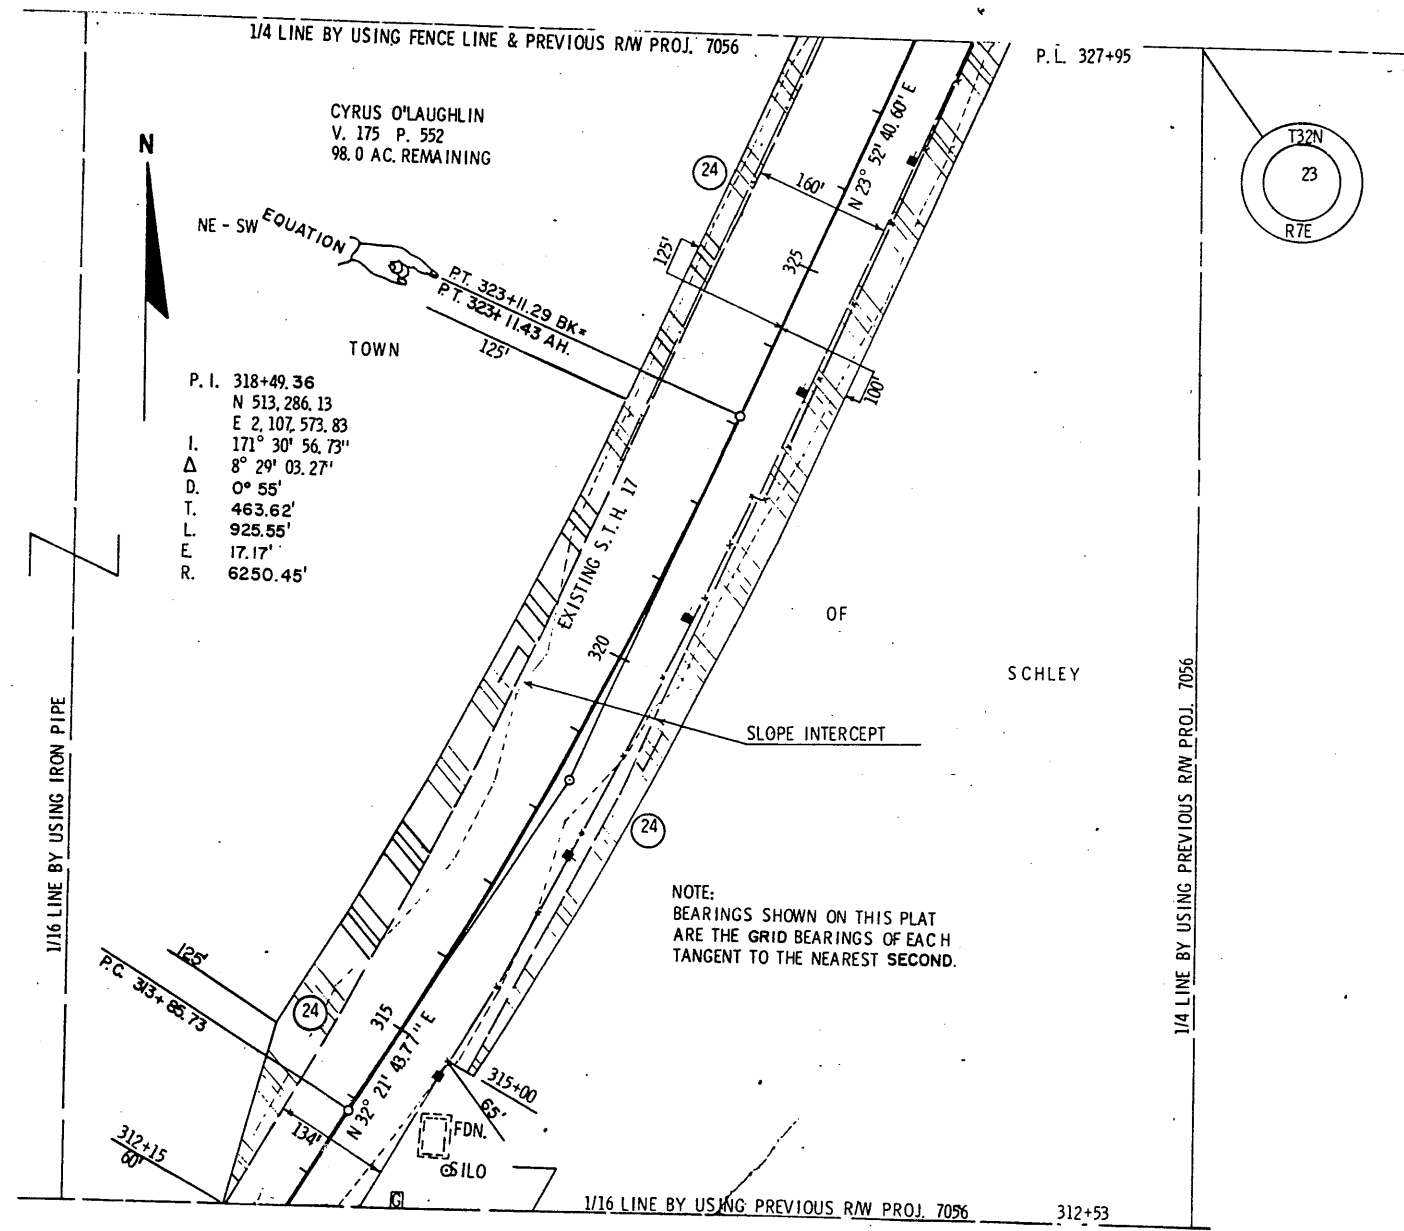 1/4 LINE BY USING FENCE LINE & PREVIOUS R/W PROJ. 7056
P.L. 327+95
CYRUS O'LAUGHLIN
V. 175 P. 552
98.0 AC. REMAINING
N
T32N
23
R7E
24
160'
N 23° 52' 40.60" E
NE - SW
EQUATION
125'
325
P.T. 323+11.29 BK=
P.T. 323+11.43 AH.
125'
TOWN
100'
P.I. 318+49.36
N 513,286.13
E 2,107,573.83
I. 171° 30' 56.73"
Δ 8° 29' 03.27"
D. 0° 55'
T. 463.62'
L. 925.55'
E. 17.17'
R. 6250.45'
EXISTING S.T.H. 17
OF
320
SCHLEY
SLOPE INTERCEPT
24
1/16 LINE BY USING IRON PIPE
1/4 LINE BY USING PREVIOUS R/W PROJ. 7056
NOTE:
BEARINGS SHOWN ON THIS PLAT
ARE THE GRID BEARINGS OF EACH
TANGENT TO THE NEAREST SECOND.
125'
P.C. 313+85.73
24
315
N 32° 21' 43.77" E
315+00
65'
312+15
60'
134'
FDN.
SILO
G
1/16 LINE BY USING PREVIOUS R/W PROJ. 7056
312+53